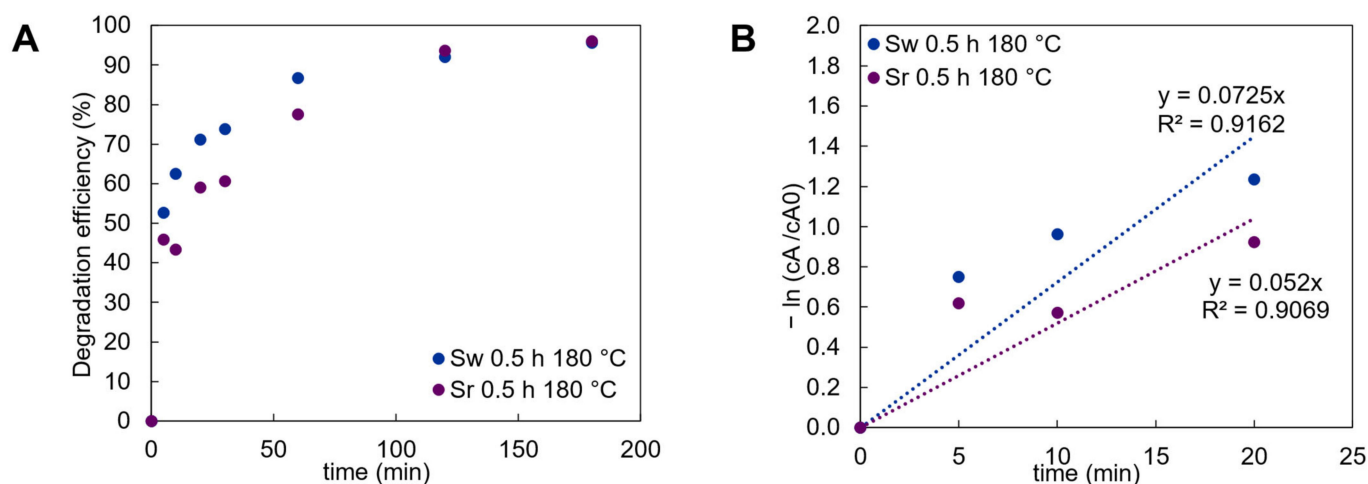 A
Degradation efficiency (%)
100
90
80
70
60
50
40
30
20
10
0
0 50 100 150 200
time (min)
Sw 0.5 h 180 °C
Sr 0.5 h 180 °C
B
− ln (cA /cA0)
2.0
1.8
1.6
1.4
1.2
1.0
0.8
0.6
0.4
0.2
0.0
0 5 10 15 20 25
time (min)
Sw 0.5 h 180 °C
Sr 0.5 h 180 °C
y = 0.0725x
R² = 0.9162
y = 0.052x
R² = 0.9069